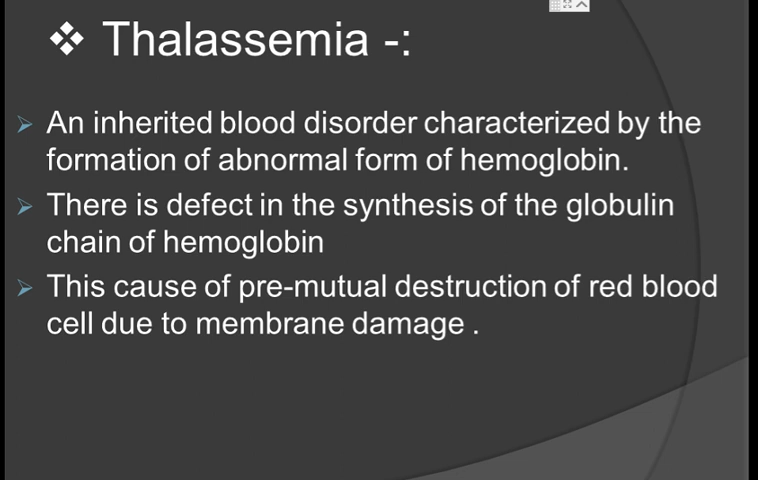 ❖ Thalassemia -:
➢ An inherited blood disorder characterized by the
formation of abnormal form of hemoglobin.
➢ There is defect in the synthesis of the globulin
chain of hemoglobin
➢ This cause of pre-mutual destruction of red blood
cell due to membrane damage .